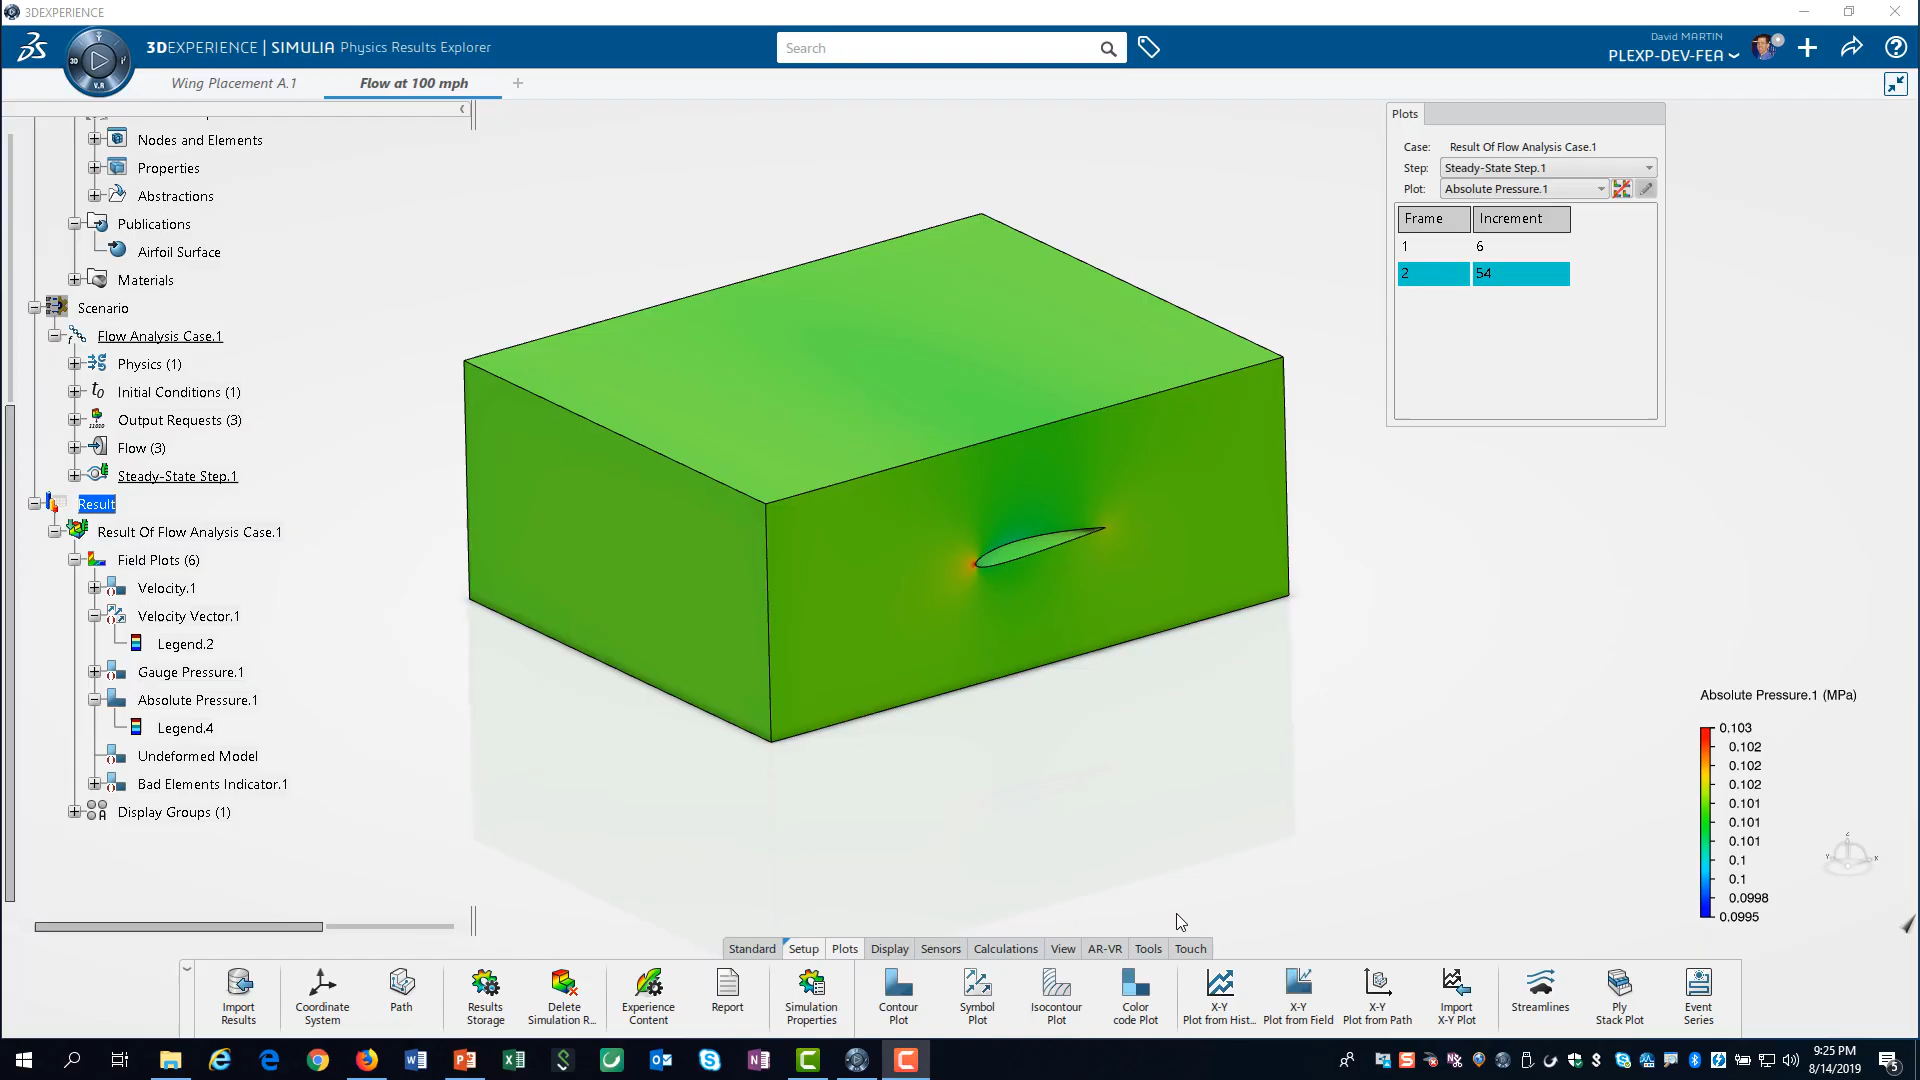 3DEXPERIENCE
3DEXPERIENCE | SIMULIA Physics Results Explorer
Search
David MARTIN
PLEXP-DEV-FEA
3D
V.R
Wing Placement A.1
Flow at 100 mph
Nodes and Elements
Properties
Abstractions
Publications
Airfoil Surface
Materials
Scenario
Flow Analysis Case.1
Physics (1)
Initial Conditions (1)
Output Requests (3)
Flow (3)
Steady-State Step.1
Result
Result Of Flow Analysis Case.1
Field Plots (6)
Velocity.1
Velocity Vector.1
Legend.2
Gauge Pressure.1
Absolute Pressure.1
Legend.4
Undeformed Model
Bad Elements Indicator.1
Display Groups (1)
Plots
Case: Result Of Flow Analysis Case.1
Step: Steady-State Step.1
Plot: Absolute Pressure.1
Frame Increment
1 6
2 54
Absolute Pressure.1 (MPa)
0.103
0.102
0.102
0.102
0.101
0.101
0.101
0.1
0.1
0.0998
0.0995
Standard Setup Plots Display Sensors Calculations View AR-VR Tools Touch
Import Results
Coordinate System
Path
Results Storage
Delete Simulation R...
Experience Content
Report
Simulation Properties
Contour Plot
Symbol Plot
Isocontour Plot
Color code Plot
X-Y Plot from Hist...
X-Y Plot from Field
X-Y Plot from Path
Import X-Y Plot
Streamlines
Ply Stack Plot
Event Series
9:25 PM
8/14/2019
5